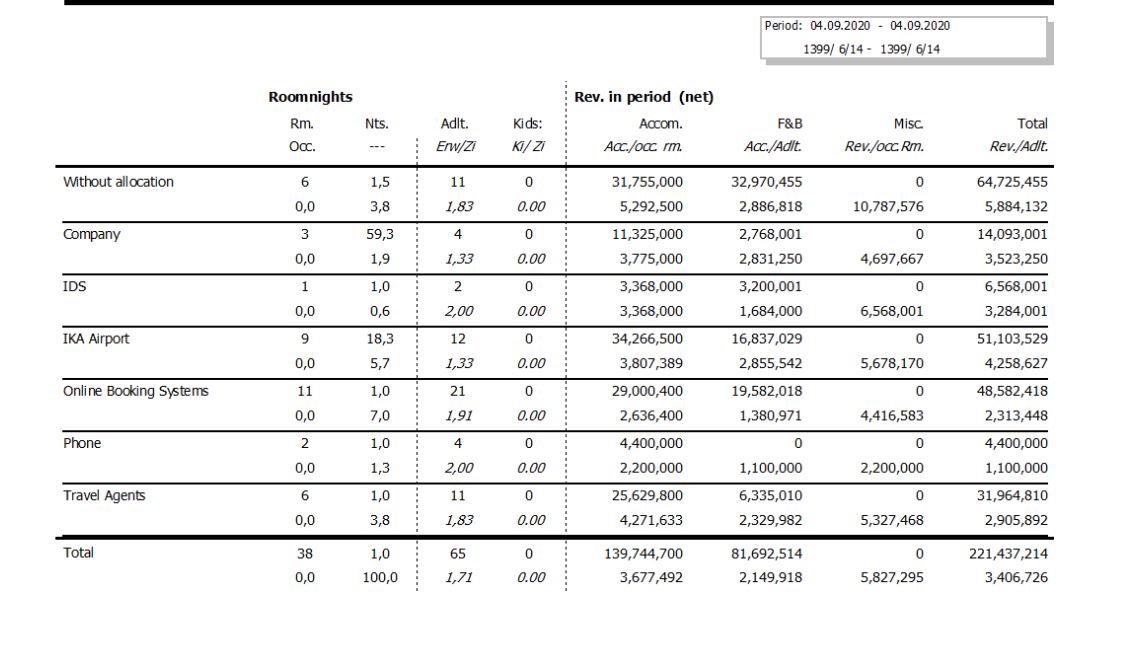 Period: 04.09.2020 - 04.09.2020
1399/ 6/14 - 1399/ 6/14
Roomnights Rev. in period (net)
Rm. Nts. Adlt. Kids: Accom. F&B Misc. Total
Occ. --- Erw/Zi Ki/ Zi Acc./occ. rm. Acc./Adlt. Rev./occ. Rm. Rev./Adlt.
Without allocation 6 1,5 11 0 31,755,000 32,970,455 0 64,725,455
0,0 3,8 1,83 0.00 5,292,500 2,886,818 10,787,576 5,884,132
Company 3 59,3 4 0 11,325,000 2,768,001 0 14,093,001
0,0 1,9 1,33 0.00 3,775,000 2,831,250 4,697,667 3,523,250
IDS 1 1,0 2 0 3,368,000 3,200,001 0 6,568,001
0,0 0,6 2,00 0.00 3,368,000 1,684,000 6,568,001 3,284,001
IKA Airport 9 18,3 12 0 34,266,500 16,837,029 0 51,103,529
0,0 5,7 1,33 0.00 3,807,389 2,855,542 5,678,170 4,258,627
Online Booking Systems 11 1,0 21 0 29,000,400 19,582,018 0 48,582,418
0,0 7,0 1,91 0.00 2,636,400 1,380,971 4,416,583 2,313,448
Phone 2 1,0 4 0 4,400,000 0 0 4,400,000
0,0 1,3 2,00 0.00 2,200,000 1,100,000 2,200,000 1,100,000
Travel Agents 6 1,0 11 0 25,629,800 6,335,010 0 31,964,810
0,0 3,8 1,83 0.00 4,271,633 2,329,982 5,327,468 2,905,892
Total 38 1,0 65 0 139,744,700 81,692,514 0 221,437,214
0,0 100,0 1,71 0.00 3,677,492 2,149,918 5,827,295 3,406,726